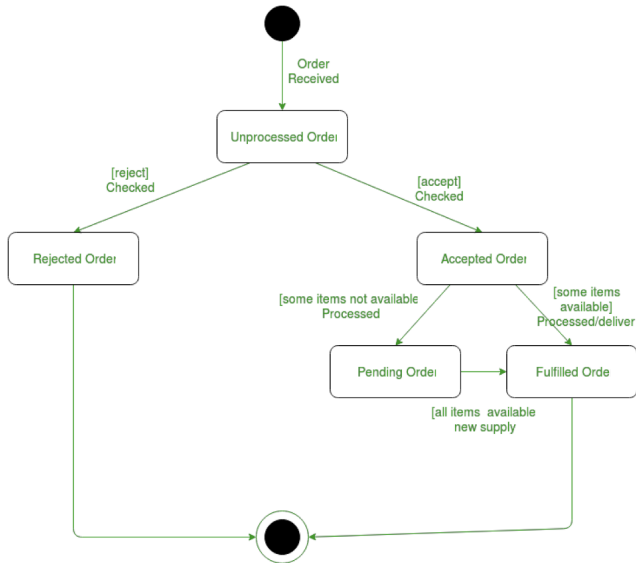 Order
Received
Unprocessed Order
[reject]
Checked
[accept]
Checked
Rejected Order
Accepted Order
[some items not available
Processed
[some items
available]
Processed/deliver
Pending Order
Fulfilled Orde
[all items available
new supply